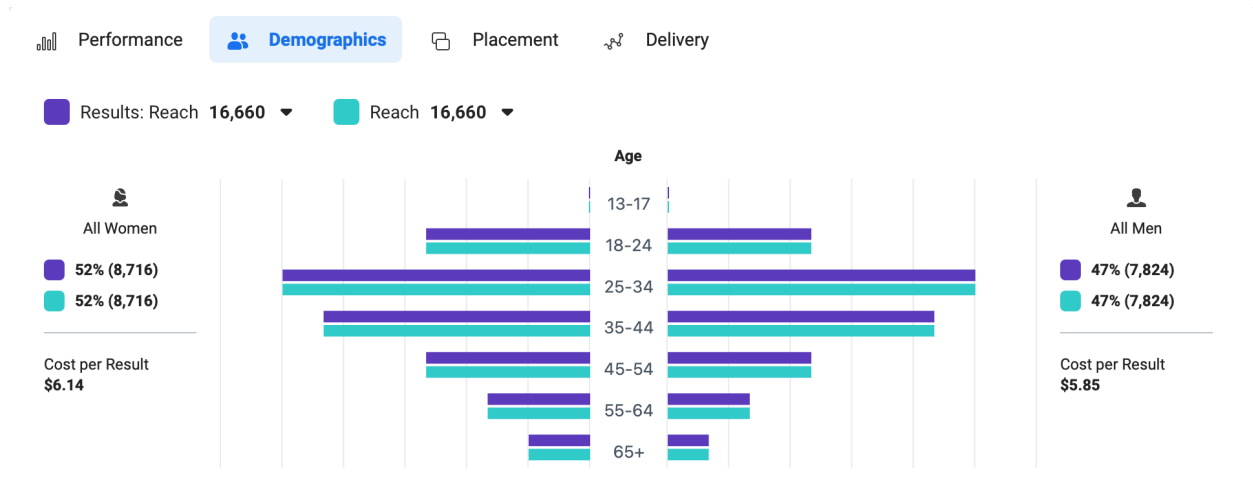 Performance
Demographics
Placement
Delivery
Results: Reach 16,660
Reach 16,660
Age
All Women
52% (8,716)
52% (8,716)
Cost per Result
$6.14
13-17
18-24
25-34
35-44
45-54
55-64
65+
All Men
47% (7,824)
47% (7,824)
Cost per Result
$5.85